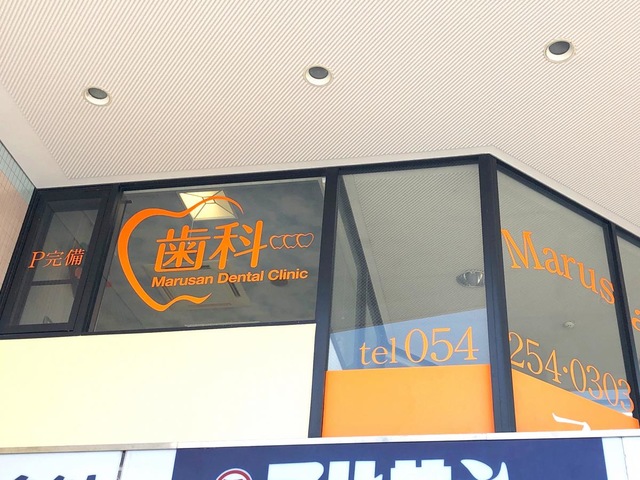 P完備
歯科
Marusan Dental Clinic
Marus
tel 054
254・0303